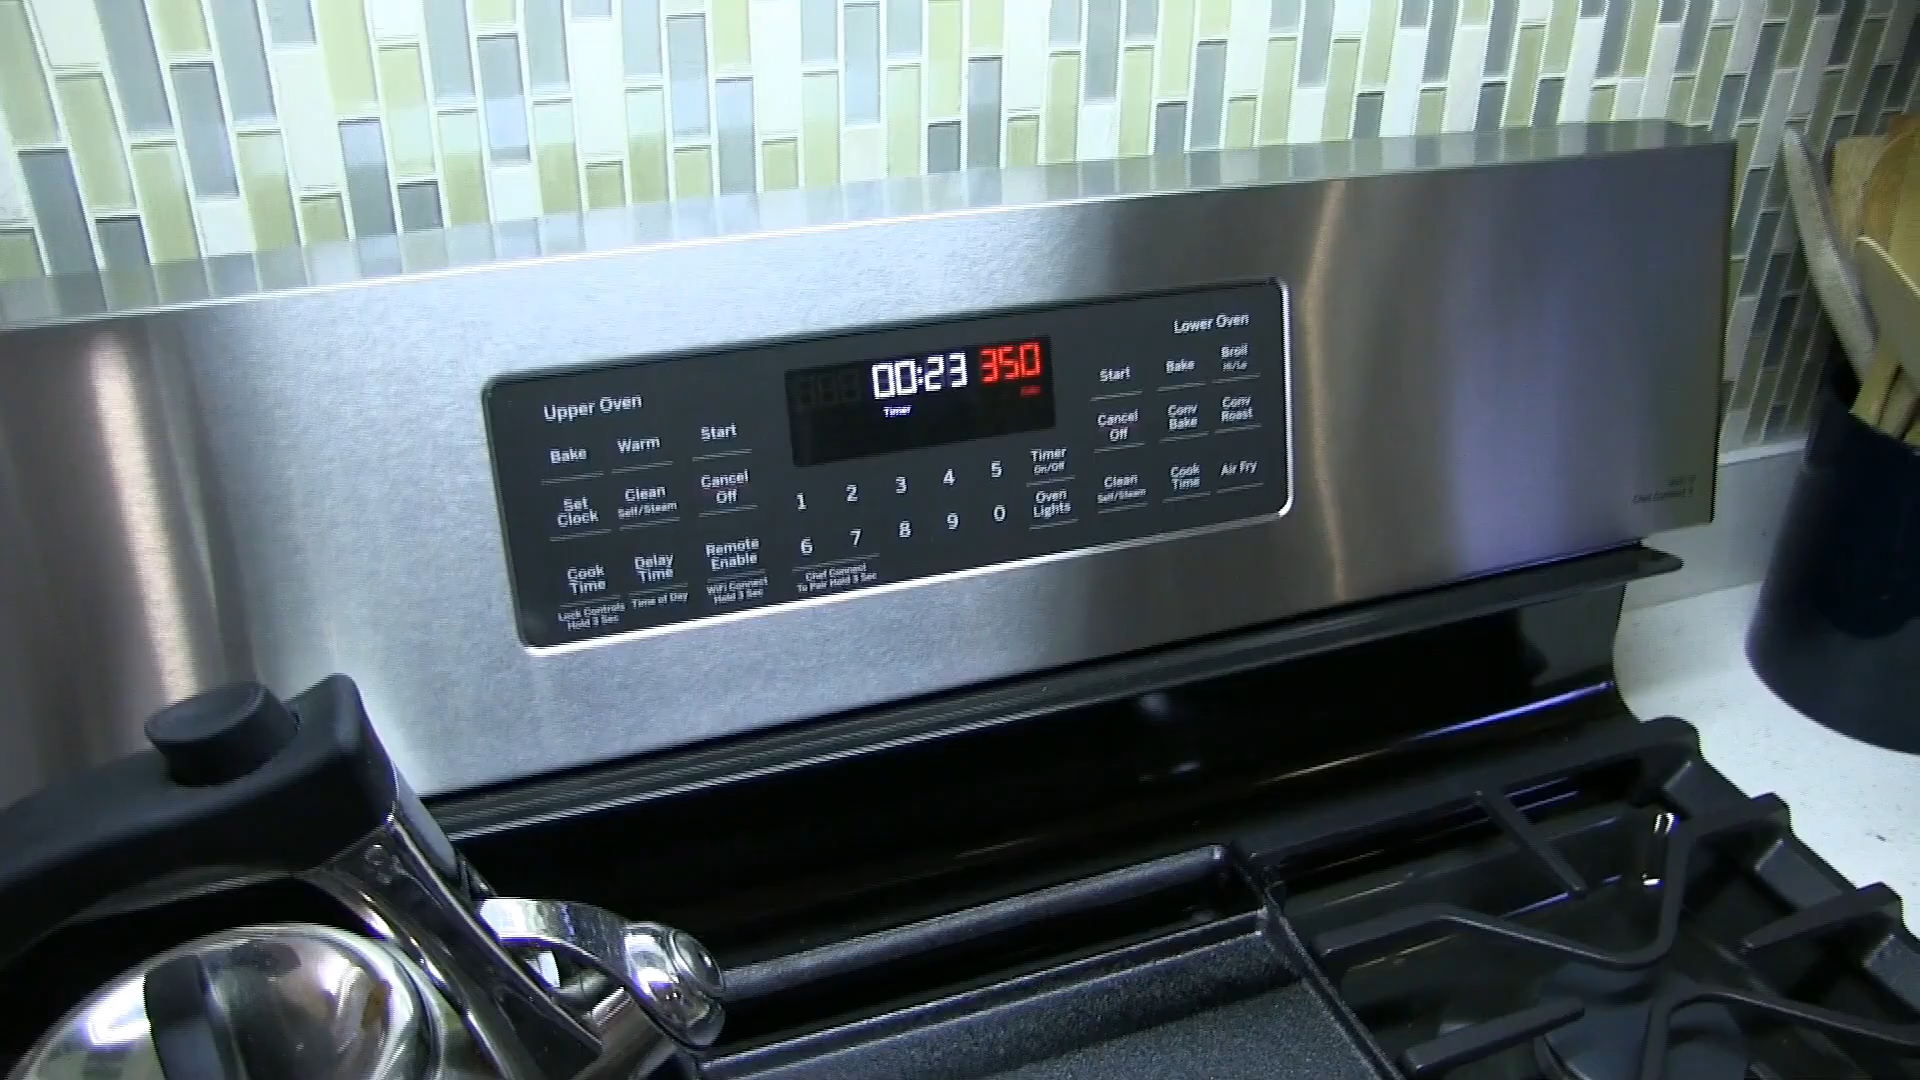 00:23 350
Timer
Upper Oven
Bake
Warm
Start
Set
Clock
Clean
Self/Steam
Cancel
Off
Cook
Time
Delay
Time
Remote
Enable
Lock Controls
Hold 3 Sec
Time of Day
WiFi Connect
Hold 3 Sec
1 2 3 4 5
6 7 8 9 0
Chef Connect
To Pair Hold 3 Sec
Timer
On/Off
Oven
Lights
Lower Oven
Start
Bake
Broil
Hi/Lo
Cancel
Off
Conv
Bake
Conv
Roast
Clean
Self/Steam
Cook
Time
Air Fry
Chef Connect